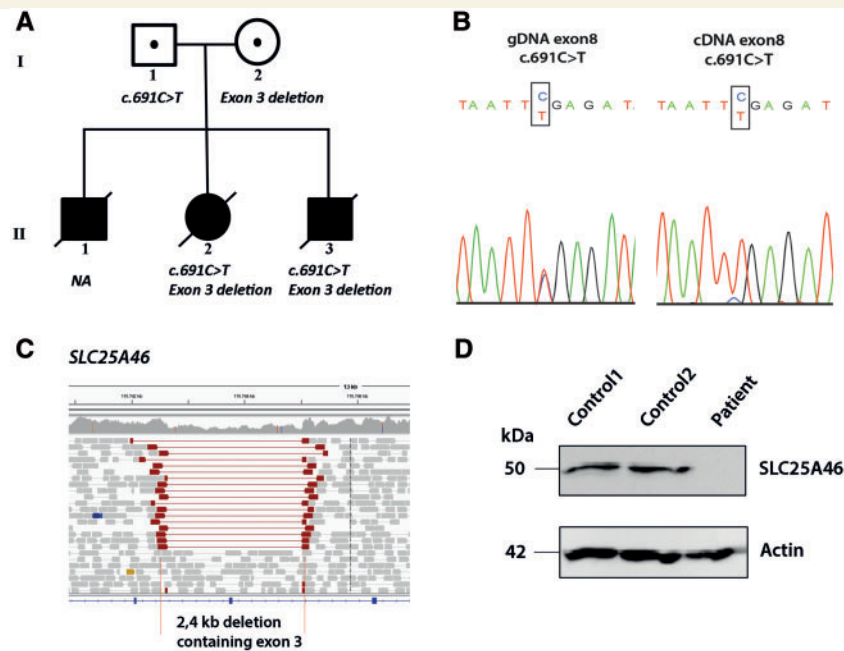 A
I
1
2
c.691C>T
Exon 3 deletion
II
1
2
3
NA
c.691C>T
Exon 3 deletion
c.691C>T
Exon 3 deletion
B
gDNA exon8
c.691C>T
cDNA exon8
c.691C>T
TAATT C GAGAT
T
TAATT C GAGAT
T
C
SLC25A46
2,4 kb deletion
containing exon 3
D
Control1
Control2
Patient
kDa
50
SLC25A46
42
Actin